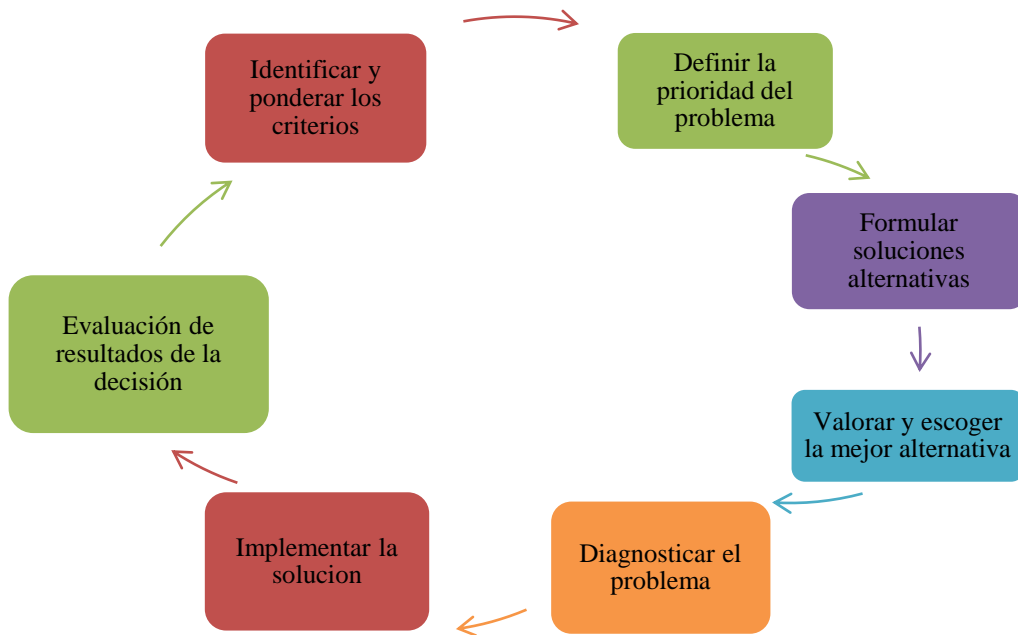 Identificar y
ponderar los
criterios
Definir la
prioridad del
problema
Formular
soluciones
alternativas
Valorar y escoger
la mejor alternativa
Diagnosticar el
problema
Implementar la
solucion
Evaluación de
resultados de la
decisión